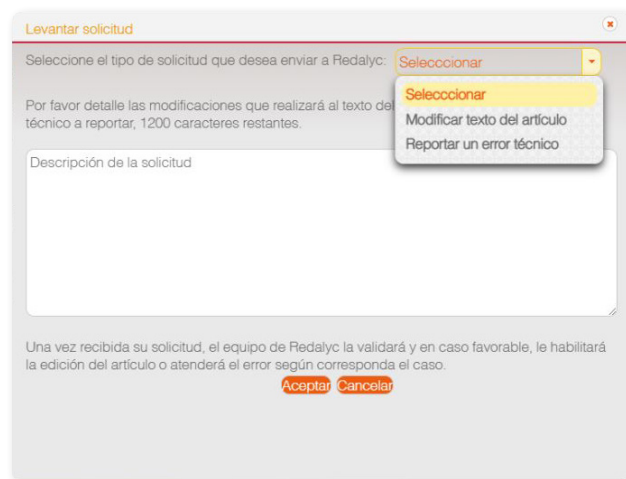 Levantar solicitud
Seleccione el tipo de solicitud que desea enviar a Redalyc:
Selecccionar
Selecccionar
Modificar texto del artículo
Reportar un error técnico
Por favor detalle las modificaciones que realizará al texto del
técnico a reportar, 1200 caracteres restantes.
Descripción de la solicitud
Una vez recibida su solicitud, el equipo de Redalyc la validará y en caso favorable, le habilitará
la edición del artículo o atenderá el error según corresponda el caso.
Aceptar Cancelar